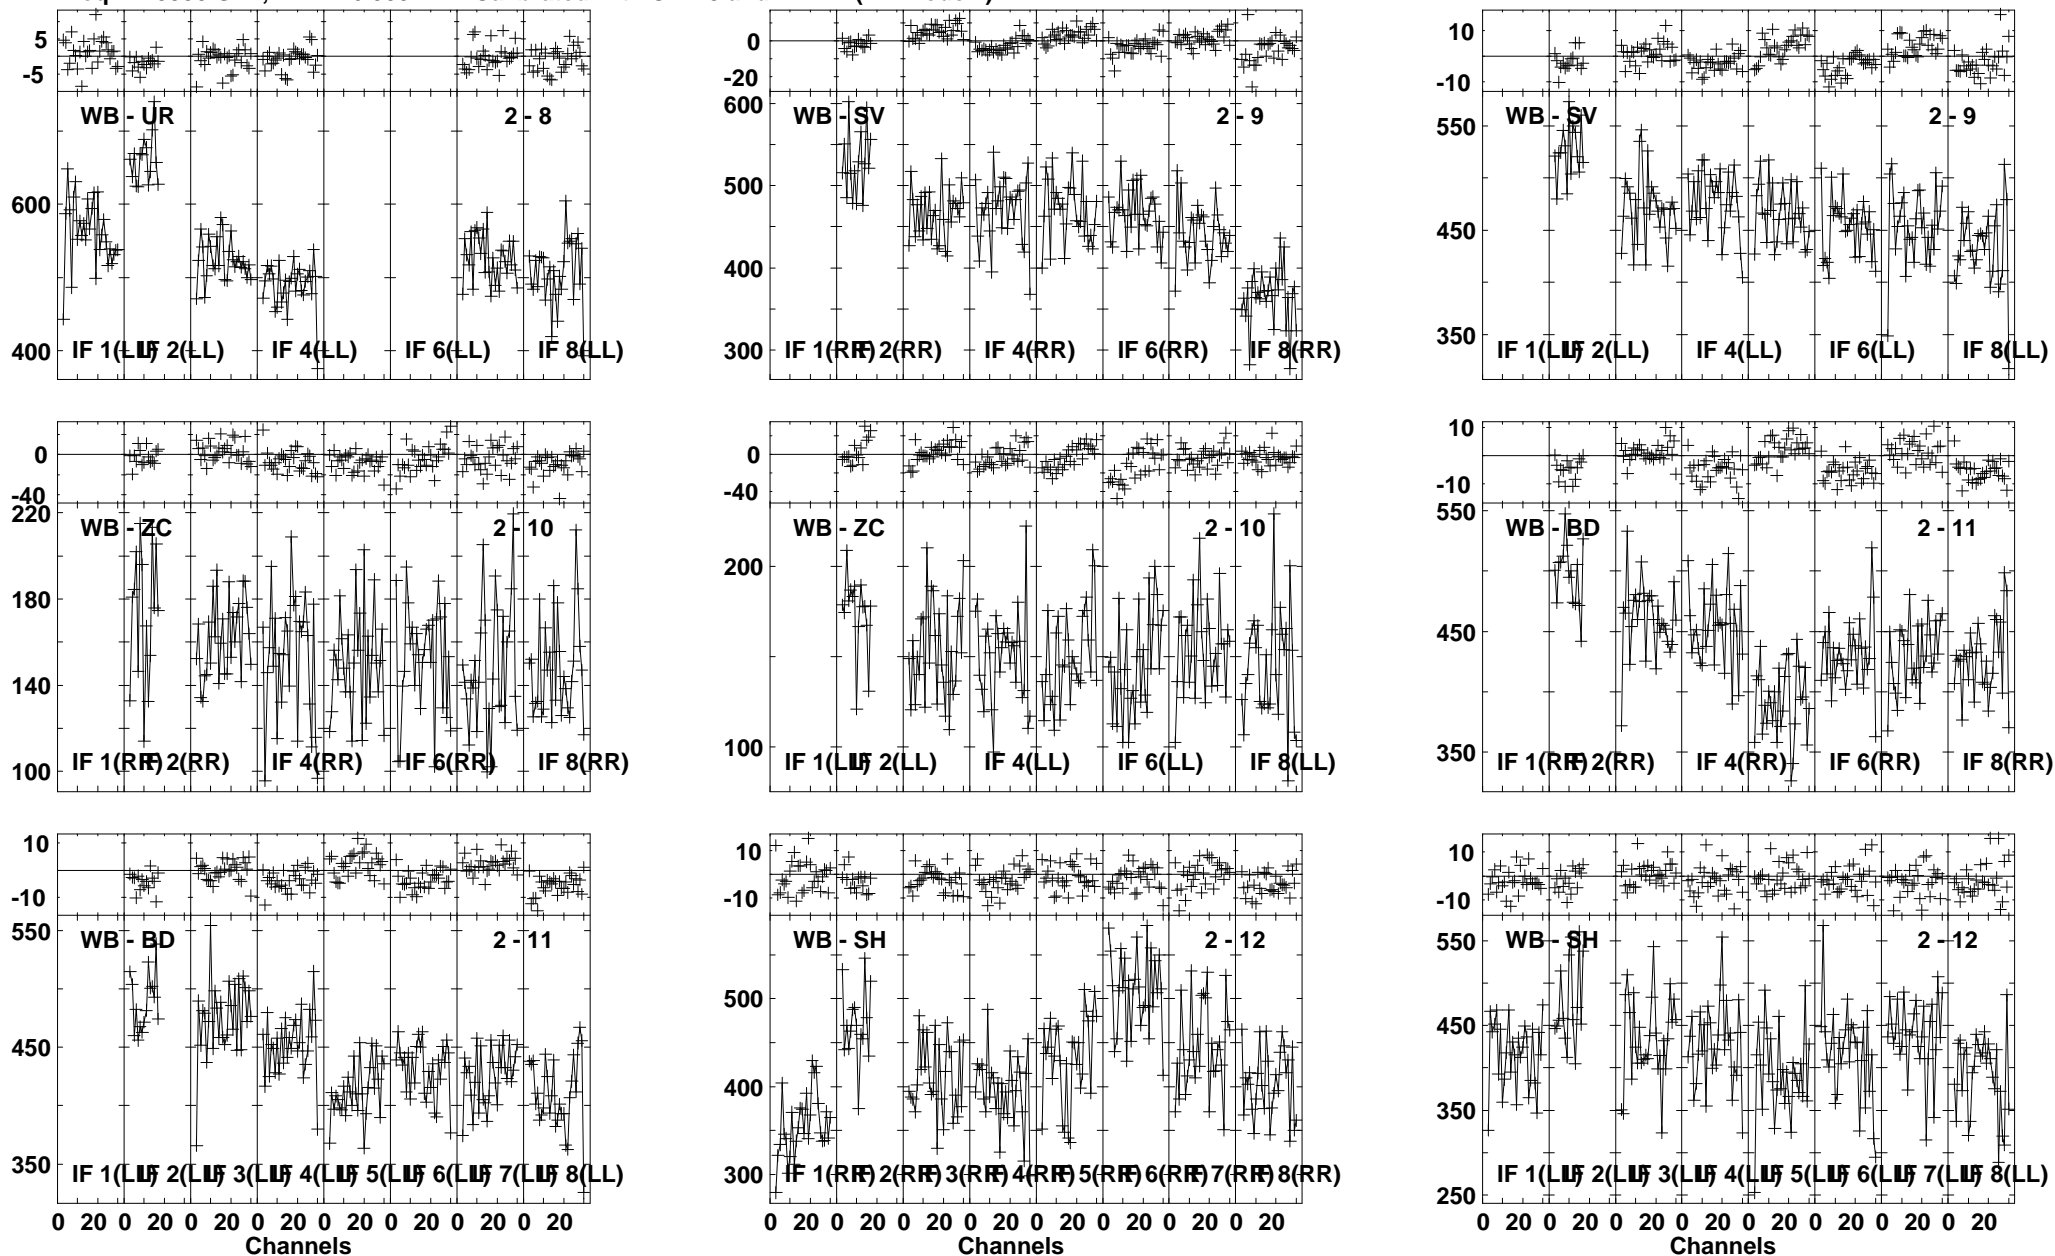 5
-5
WB - UR 2 - 8
600
400
IF 1(LL) IF 2(LL) IF 4(LL) IF 6(LL) IF 8(LL)
0
-20
600
WB - SV 2 - 9
500
400
300
IF 1(RR) IF 2(RR) IF 4(RR) IF 6(RR) IF 8(RR)
10
-10
WB - SV 2 - 9
550
450
350
IF 1(LL) IF 2(LL) IF 4(LL) IF 6(LL) IF 8(LL)
0
-40
220
WB - ZC 2 - 10
180
140
100
IF 1(RR) IF 2(RR) IF 4(RR) IF 6(RR) IF 8(RR)
0
-40
WB - ZC 2 - 10
200
100
IF 1(LL) IF 2(LL) IF 4(LL) IF 6(LL) IF 8(LL)
10
-10
550
WB - BD 2 - 11
450
350
IF 1(RR) IF 2(RR) IF 4(RR) IF 6(RR) IF 8(RR)
10
-10
550
WB - BD 2 - 11
450
350
IF 1(LL) IF 2(LL) IF 3(LL) IF 4(LL) IF 5(LL) IF 6(LL) IF 7(LL) IF 8(LL)
0 20 0 20 0 20 0 20 0 20 0 20 0 20 0 20
Channels
10
-10
WB - SH 2 - 12
500
400
300
IF 1(RR) IF 2(RR) IF 3(RR) IF 4(RR) IF 5(RR) IF 6(RR) IF 7(RR) IF 8(RR)
0 20 0 20 0 20 0 20 0 20 0 20 0 20 0 20
Channels
10
-10
WB - SH 2 - 12
550
450
350
250
IF 1(LL) IF 2(LL) IF 3(LL) IF 4(LL) IF 5(LL) IF 6(LL) IF 7(LL) IF 8(LL)
0 20 0 20 0 20 0 20 0 20 0 20 0 20 0 20
Channels